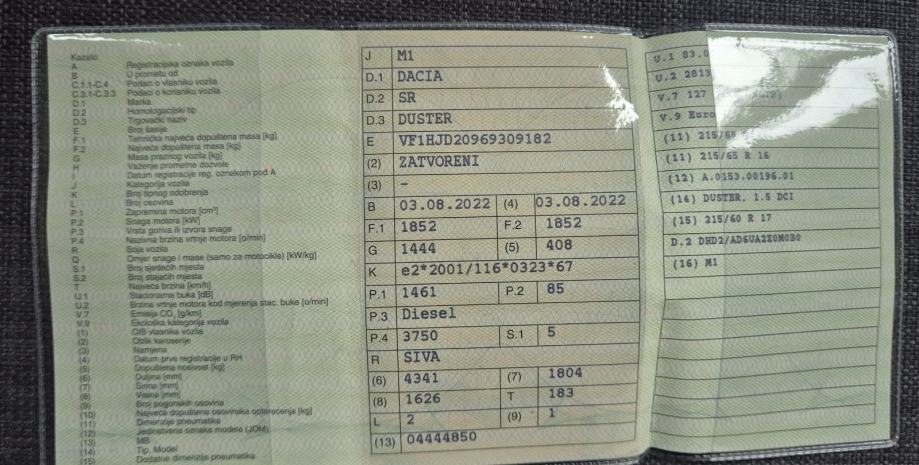 Kazalo:
A Registracijska oznaka vozila
B U prometu od
C.1.1-C.4 Podaci o vlasniku vozila
C.3.1-C.3.3 Podaci o korisniku vozila
D.1 Marka
D.2 Homologacijski tip
D.3 Trgovački naziv
E Broj šasije
F.1 Tehnička najveća dopuštena masa [kg]
F.2 Najveća dopuštena masa [kg]
G Masa praznog vozila [kg]
H Važenje prometne dozvole
I Datum registracije reg. oznakom pod A
J Kategorija vozila
K Broj tipnog odobrenja
L Broj osovina
P.1 Zapremina motora [cm³]
P.2 Snaga motora [kW]
P.3 Vrsta goriva ili izvora snage
P.4 Nazivna brzina vrtnje motora [o/min]
R Boja vozila
Q Omjer snage i mase (samo za motocikle) [kW/kg]
S.1 Broj sjedećih mjesta
S.2 Broj stajaćih mjesta
T Najveća brzina [km/h]
U.1 Stacionarna buka [dB]
U.2 Brzina vrtnje motora kod mjerenja stac. buke [o/min]
V.7 Emisija CO₂ [g/km]
V.9 Ekološka kategorija vozila
(1) OIB vlasnika vozila
(2) Oblik karoserije
(3) Namjena
(4) Datum prve registracije u RH
(5) Dopuštena nosivost [kg]
(6) Duljina [mm]
(7) Širina [mm]
(8) Visina [mm]
(9) Broj pogonskih osovina
(10) Najveće dopuštena osovinska opterećenja [kg]
(11) Dimenzije pneumatika
(12) Jedinstvena oznaka modela (JOM)
(13) MB
(14) Tip, Model
(15) Dodatne dimenzije pneumatika
J M1
D.1 DACIA
D.2 SR
D.3 DUSTER
E VF1HJD20969309182
(2) ZATVORENI
(3) -
B 03.08.2022 (4) 03.08.2022
F.1 1852 F.2 1852
G 1444 (5) 408
K e2*2001/116*0323*67
P.1 1461 P.2 85
P.3 Diesel
P.4 3750 S.1 5
R SIVA
(6) 4341 (7) 1804
(8) 1626 T 183
L 2 (9) 1
(13) 04444850
U.1 83.0
U.2 2813
V.7 127
V.9 Euro
(11) 215/65
(11) 215/65 R 16
(12) A.0153.00196.01
(14) DUSTER, 1.5 DCI
(15) 215/60 R 17
D.2 DHD2/AD6UA2E0M0B0
(16) M1